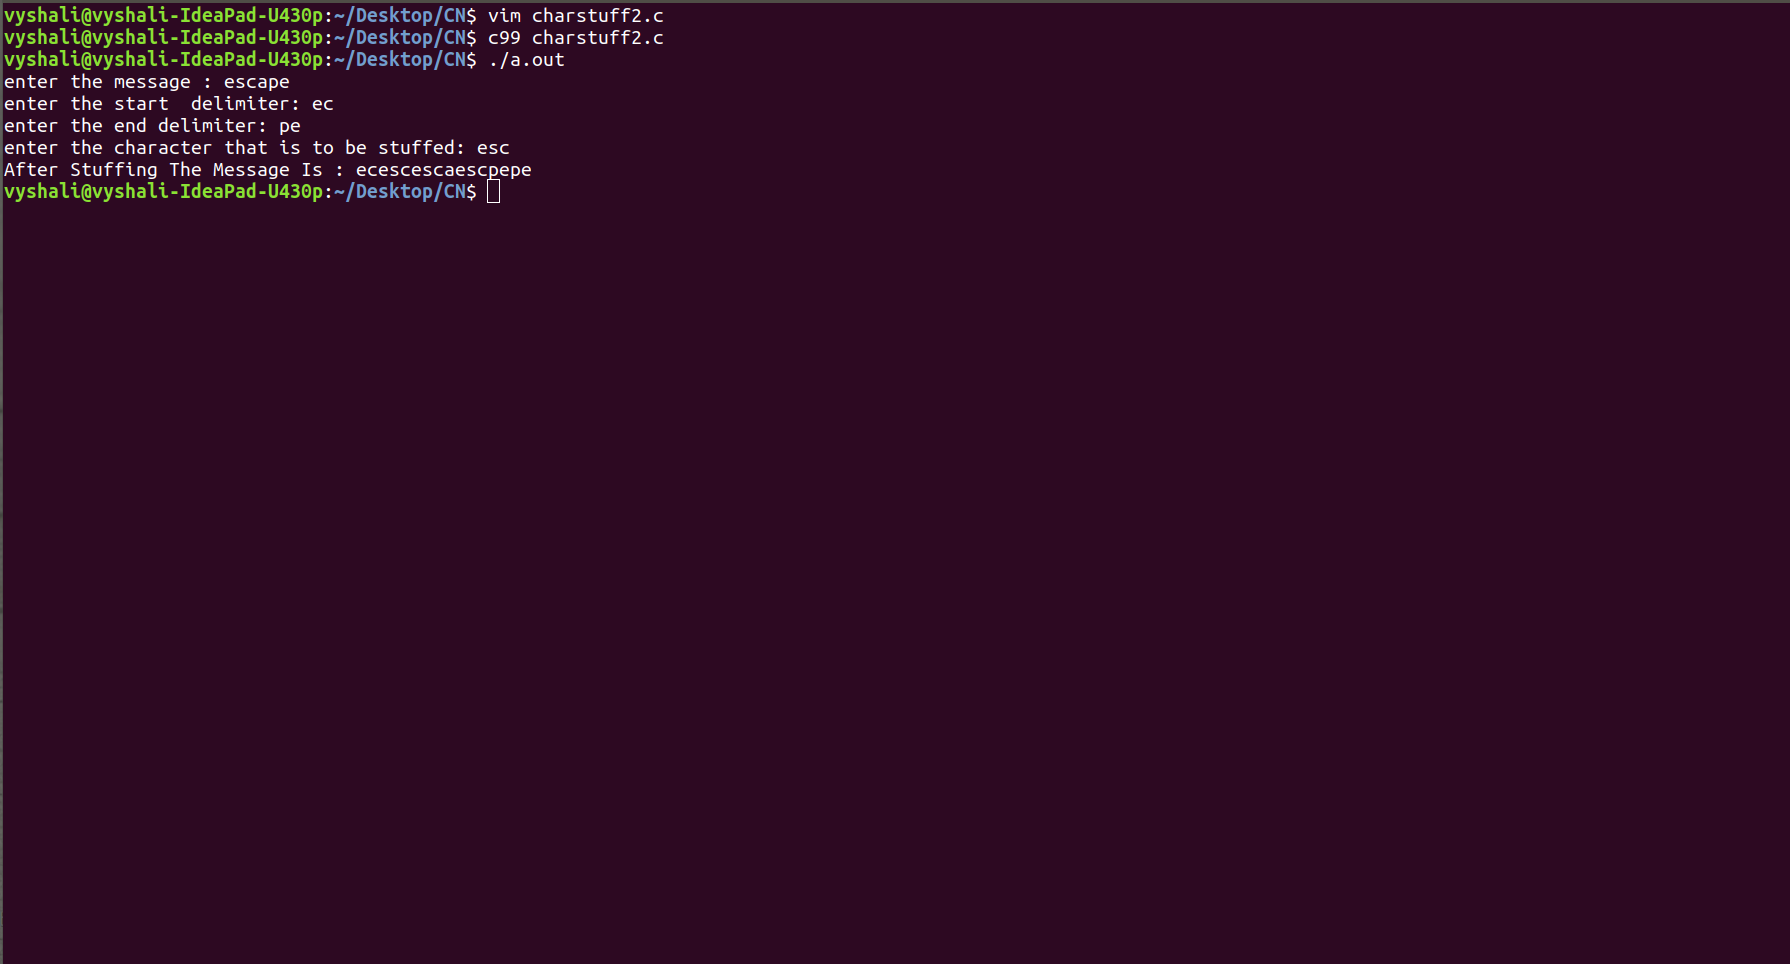 vyshali@vyshali-IdeaPad-U430p:~/Desktop/CN$ vim charstuff2.c
vyshali@vyshali-IdeaPad-U430p:~/Desktop/CN$ c99 charstuff2.c
vyshali@vyshali-IdeaPad-U430p:~/Desktop/CN$ ./a.out
enter the message : escape
enter the start  delimiter: ec
enter the end delimiter: pe
enter the character that is to be stuffed: esc
After Stuffing The Message Is : ecescescaescpepe
vyshali@vyshali-IdeaPad-U430p:~/Desktop/CN$